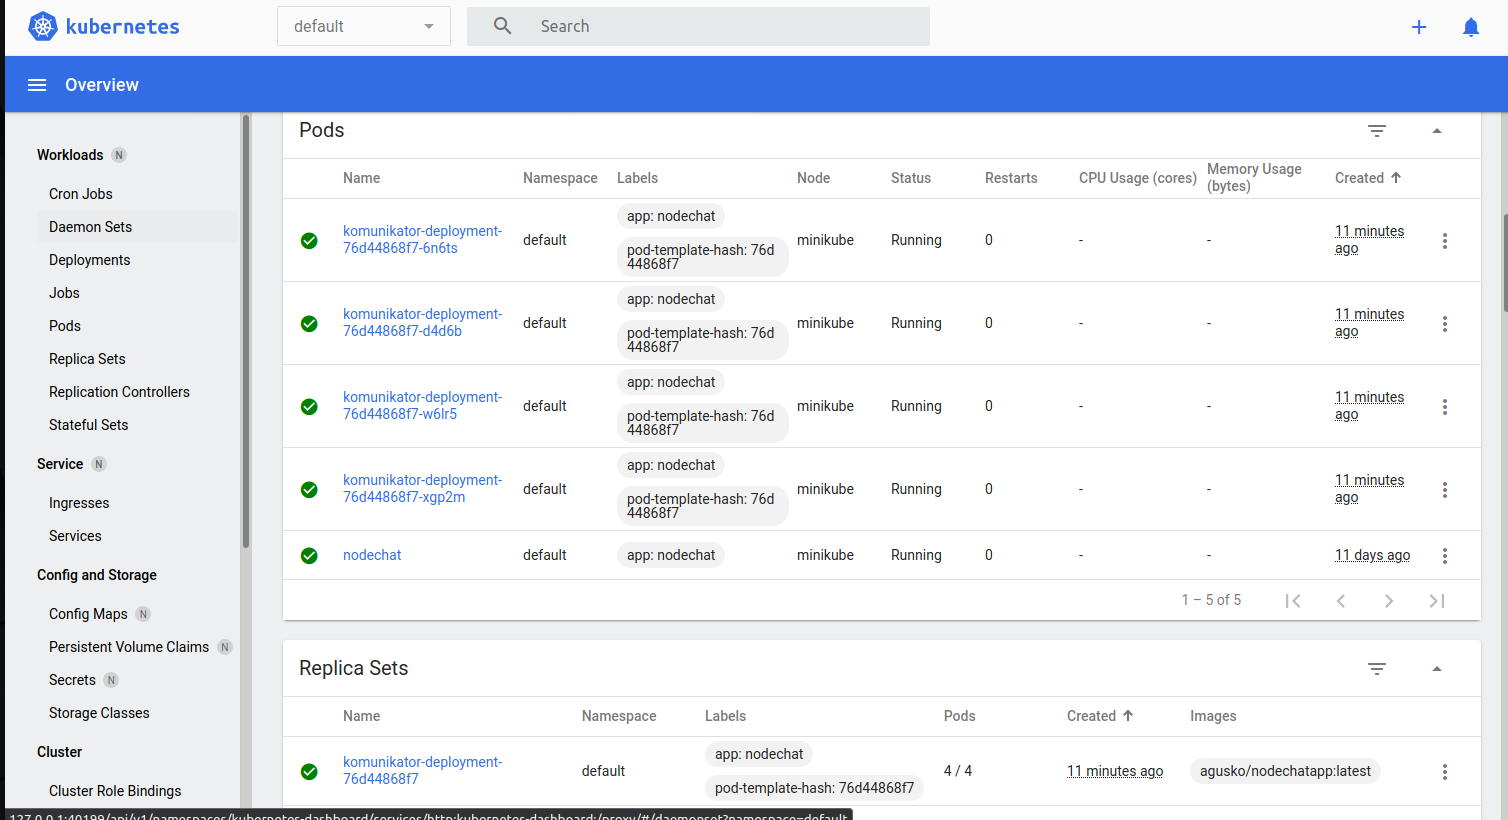 kubernetes
default
Search
Overview
Workloads N
Cron Jobs
Daemon Sets
Deployments
Jobs
Pods
Replica Sets
Replication Controllers
Stateful Sets
Service N
Ingresses
Services
Config and Storage
Config Maps N
Persistent Volume Claims N
Secrets N
Storage Classes
Cluster
Cluster Role Bindings
Pods
Name Namespace Labels Node Status Restarts CPU Usage (cores) Memory Usage
(bytes) Created
komunikator-deployment-
76d44868f7-6n6ts
default
app: nodechat
pod-template-hash: 76d
44868f7
minikube Running 0 - -
11 minutes
ago
komunikator-deployment-
76d44868f7-d4d6b
default
app: nodechat
pod-template-hash: 76d
44868f7
minikube Running 0 - -
11 minutes
ago
komunikator-deployment-
76d44868f7-w6lr5
default
app: nodechat
pod-template-hash: 76d
44868f7
minikube Running 0 - -
11 minutes
ago
komunikator-deployment-
76d44868f7-xgp2m
default
app: nodechat
pod-template-hash: 76d
44868f7
minikube Running 0 - -
11 minutes
ago
nodechat default app: nodechat minikube Running 0 - - 11 days ago
1 – 5 of 5
Replica Sets
Name Namespace Labels Pods Created Images
komunikator-deployment-
76d44868f7
default
app: nodechat
pod-template-hash: 76d44868f7
4 / 4 11 minutes ago agusko/nodechatapp:latest
127.0.0.1:40199/api/v1/namespaces/kubernetes-dashboard/services/http:kubernetes-dashboard:/proxy/#/daemonset?namespace=default